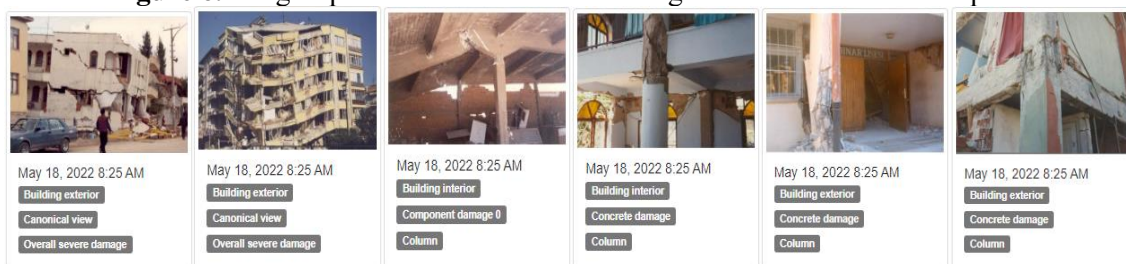 May 18, 2022 8:25 AM
Building exterior
Canonical view
Overall severe damage
May 18, 2022 8:25 AM
Building exterior
Canonical view
Overall severe damage
May 18, 2022 8:25 AM
Building interior
Component damage 0
Column
May 18, 2022 8:25 AM
Building interior
Concrete damage
Column
May 18, 2022 8:25 AM
Building exterior
Concrete damage
Column
May 18, 2022 8:25 AM
Building exterior
Concrete damage
Column